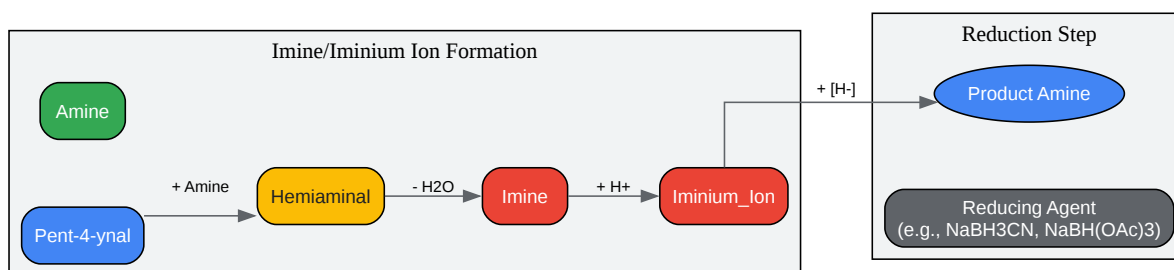 Imine/Iminium Ion Formation
Amine
Pent-4-ynal
+ Amine
Hemiaminal
- H2O
Imine
+ H+
Iminium_Ion
+ [H-]
Reduction Step
Product Amine
Reducing Agent
(e.g., NaBH3CN, NaBH(OAc)3)